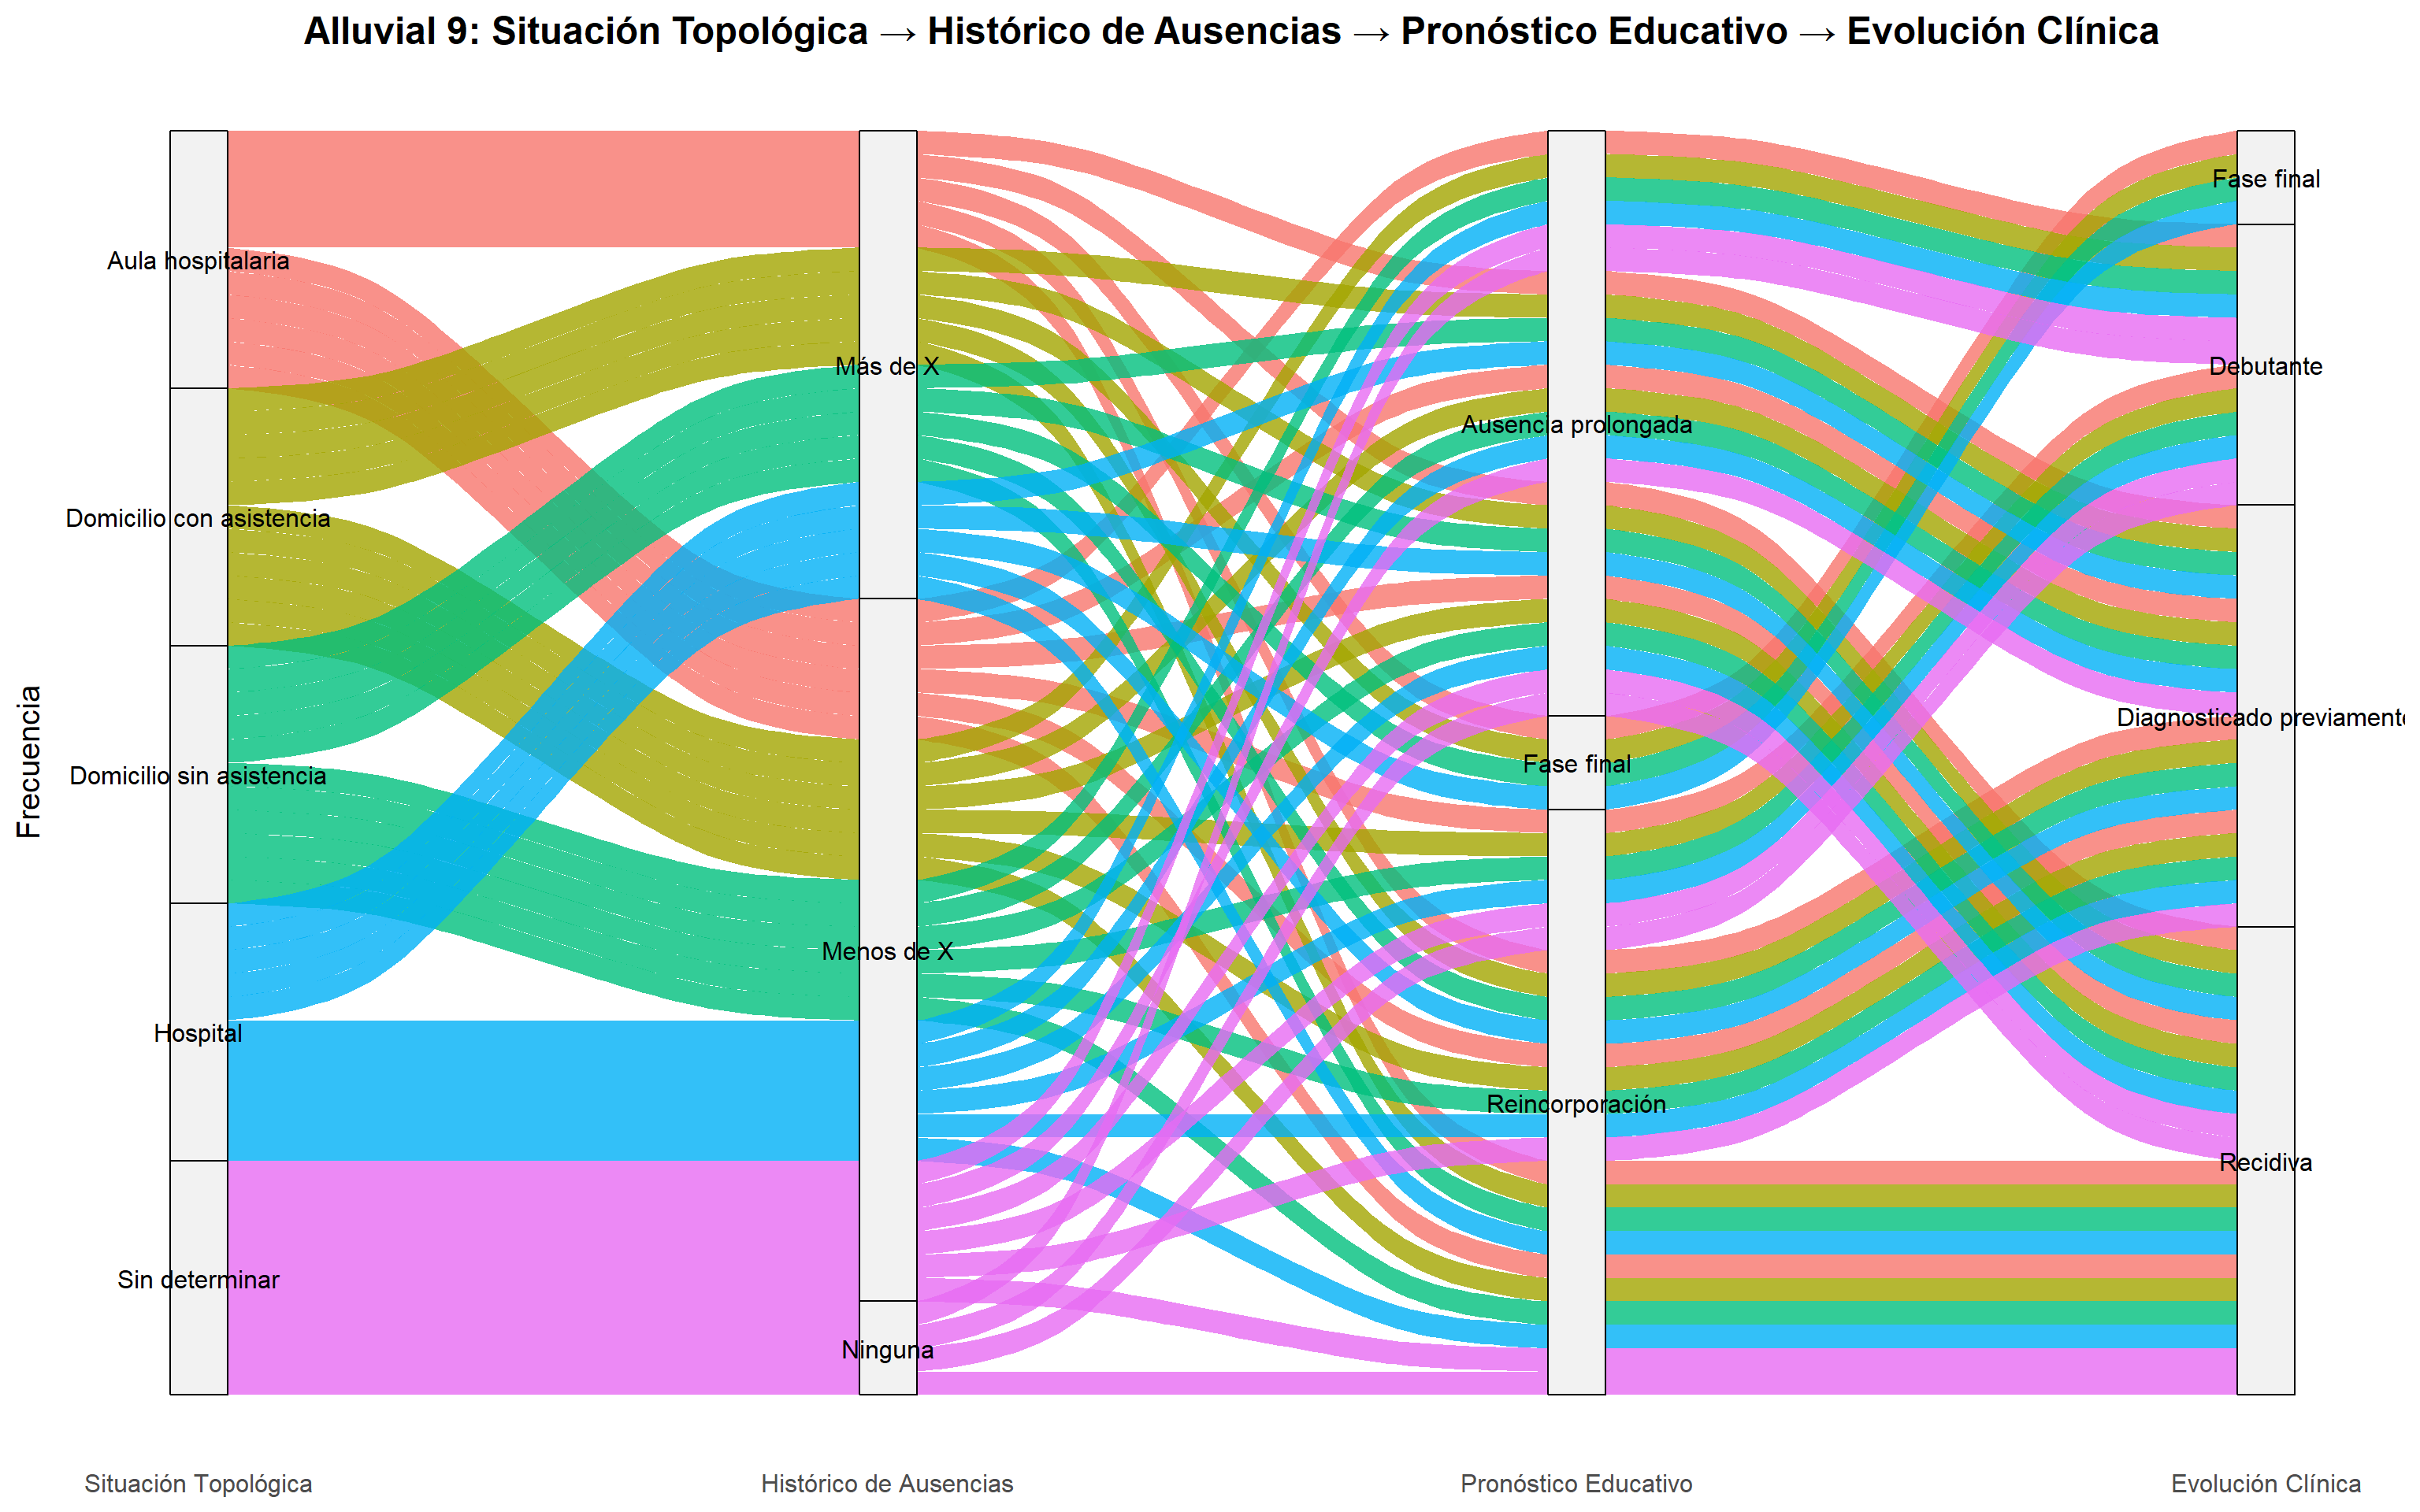 Alluvial 9: Situación Topológica → Histórico de Ausencias → Pronóstico Educativo → Evolución Clínica
Frecuencia
Aula hospitalaria
Domicilio con asistencia
Domicilio sin asistencia
Hospital
Sin determinar
Más de X
Menos de X
Ninguna
Ausencia prolongada
Fase final
Reincorporación
Fase final
Debutante
Diagnosticado previamente
Recidiva
Situación Topológica
Histórico de Ausencias
Pronóstico Educativo
Evolución Clínica